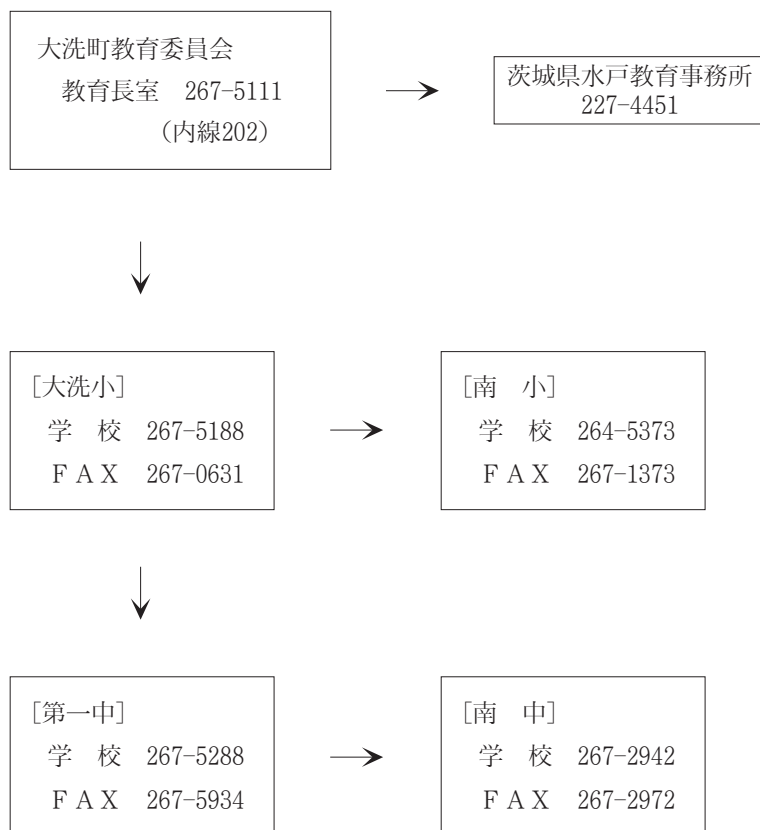 大洗町教育委員会
教育長室　267-5111
（内線202）
茨城県水戸教育事務所
227-4451
［大洗小］
学　校　267-5188
ＦＡＸ　267-0631
［南　小］
学　校　264-5373
ＦＡＸ　267-1373
［第一中］
学　校　267-5288
ＦＡＸ　267-5934
［南　中］
学　校　267-2942
ＦＡＸ　267-2972